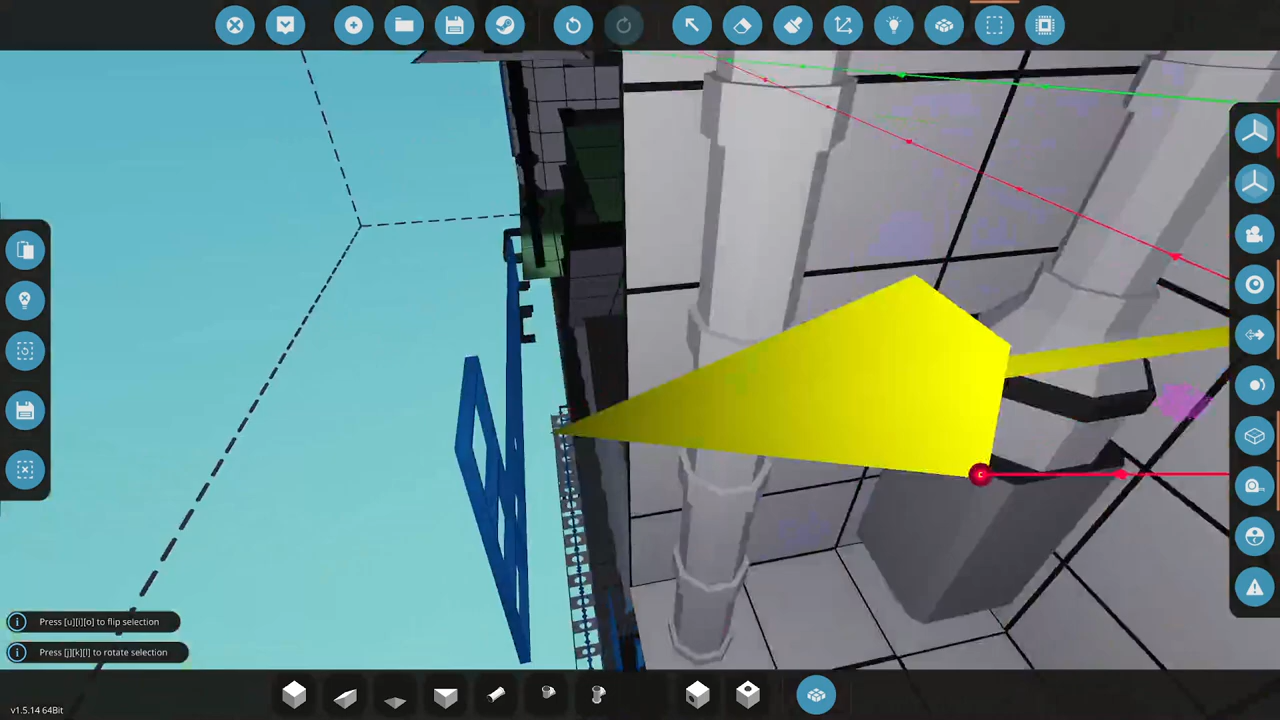 Press [u][i][o] to flip selection
Press [j][k][l] to rotate selection
v1.5.14 64Bit